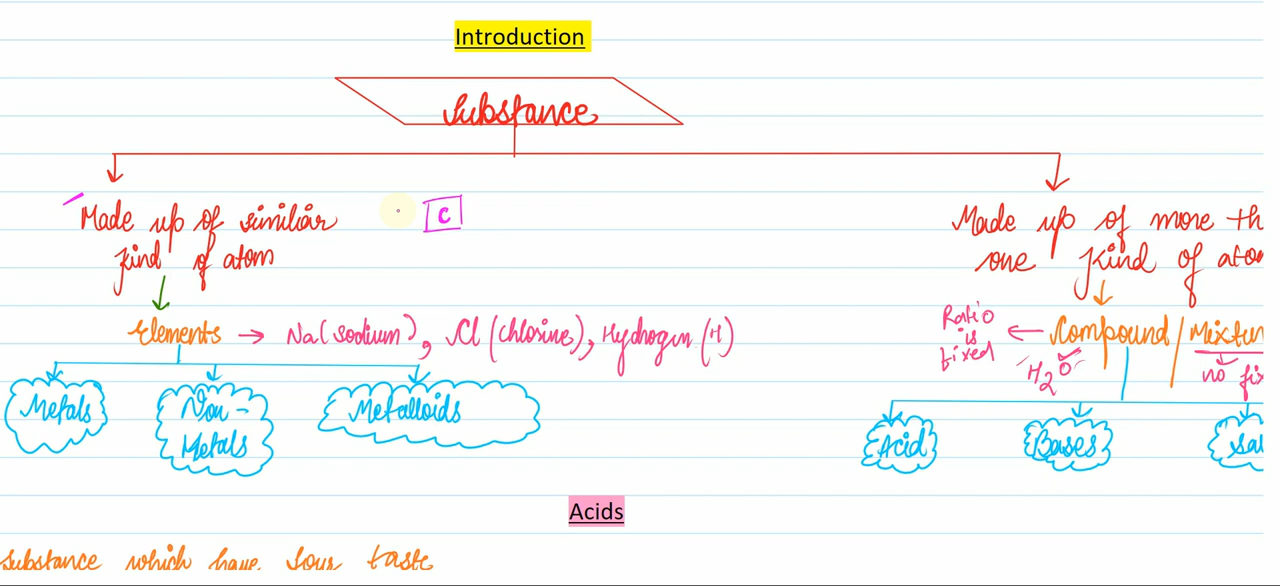 Introduction
Substance
Made up of similiar
kind of atom
C
Made up of more th
one kind of ato
Elements → Na (sodium), Cl (chlorine), Hydrogen (H)
Ratio
is
fixed
← Compound / Mixtur
H2O
no fix
Metals
Non -
Metals
Metalloids
Acid
Bases
Sal
Acids
substance which have sour taste